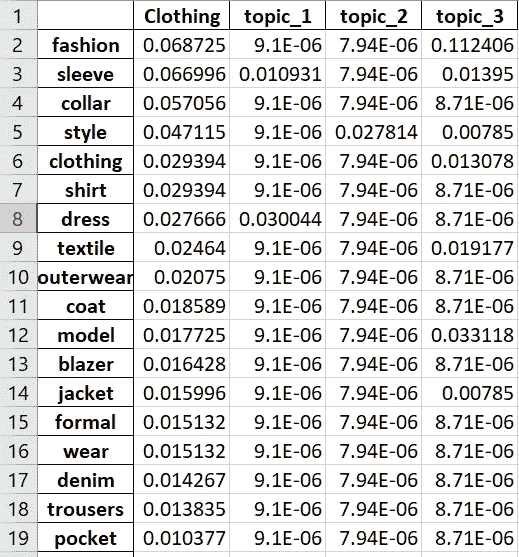 1 Clothing topic_1 topic_2 topic_3
2 fashion 0.068725 9.1E-06 7.94E-06 0.112406
3 sleeve 0.066996 0.010931 7.94E-06 0.01395
4 collar 0.057056 9.1E-06 7.94E-06 8.71E-06
5 style 0.047115 9.1E-06 0.027814 0.00785
6 clothing 0.029394 9.1E-06 7.94E-06 0.013078
7 shirt 0.029394 9.1E-06 7.94E-06 8.71E-06
8 dress 0.027666 0.030044 7.94E-06 8.71E-06
9 textile 0.02464 9.1E-06 7.94E-06 0.019177
10 outerwear 0.02075 9.1E-06 7.94E-06 8.71E-06
11 coat 0.018589 9.1E-06 7.94E-06 8.71E-06
12 model 0.017725 9.1E-06 7.94E-06 0.033118
13 blazer 0.016428 9.1E-06 7.94E-06 8.71E-06
14 jacket 0.015996 9.1E-06 7.94E-06 0.00785
15 formal 0.015132 9.1E-06 7.94E-06 8.71E-06
16 wear 0.015132 9.1E-06 7.94E-06 8.71E-06
17 denim 0.014267 9.1E-06 7.94E-06 8.71E-06
18 trousers 0.013835 9.1E-06 7.94E-06 8.71E-06
19 pocket 0.010377 9.1E-06 7.94E-06 8.71E-06